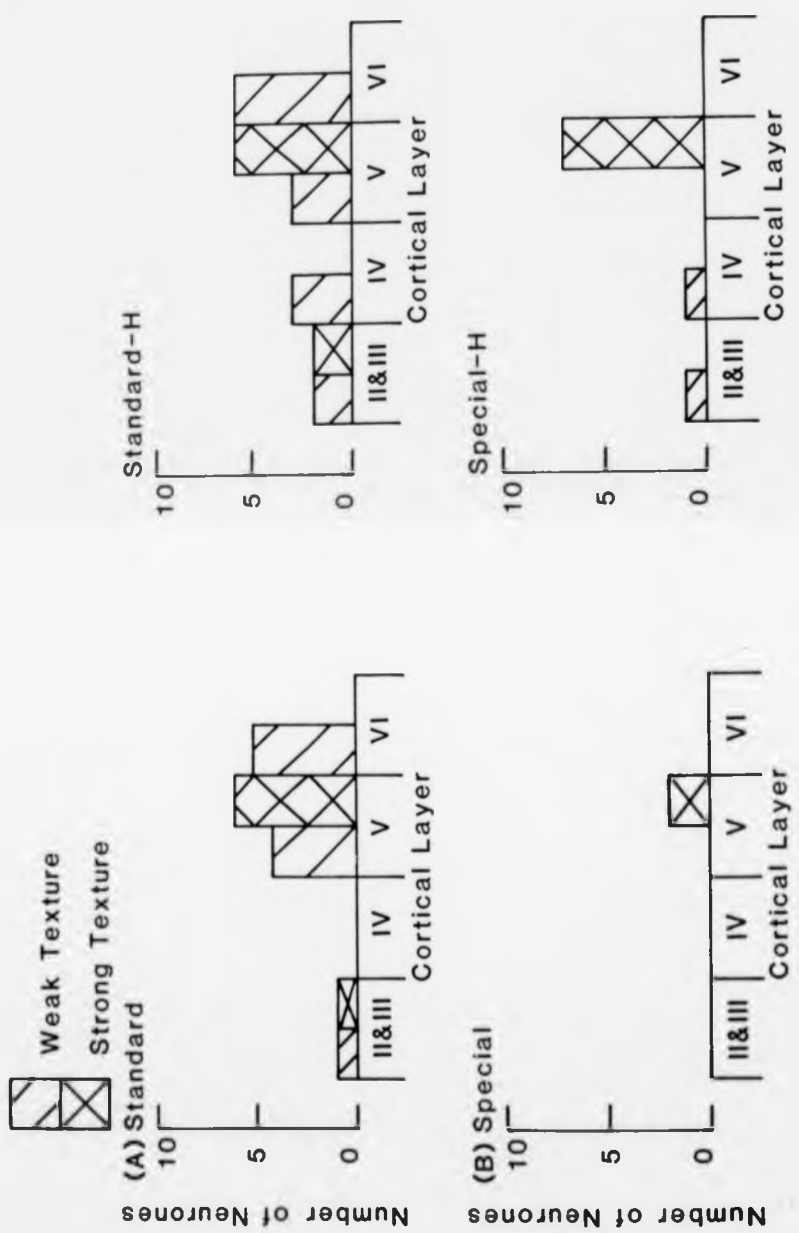 Weak Texture
Strong Texture
(A) Standard
10
5
0
Number of Neurones
II&III IV V VI
Cortical Layer
Standard-H
10
5
0
II&III IV V VI
Cortical Layer
(B) Special
10
5
0
Number of Neurones
II&III IV V VI
Cortical Layer
Special-H
10
5
0
II&III IV V VI
Cortical Layer